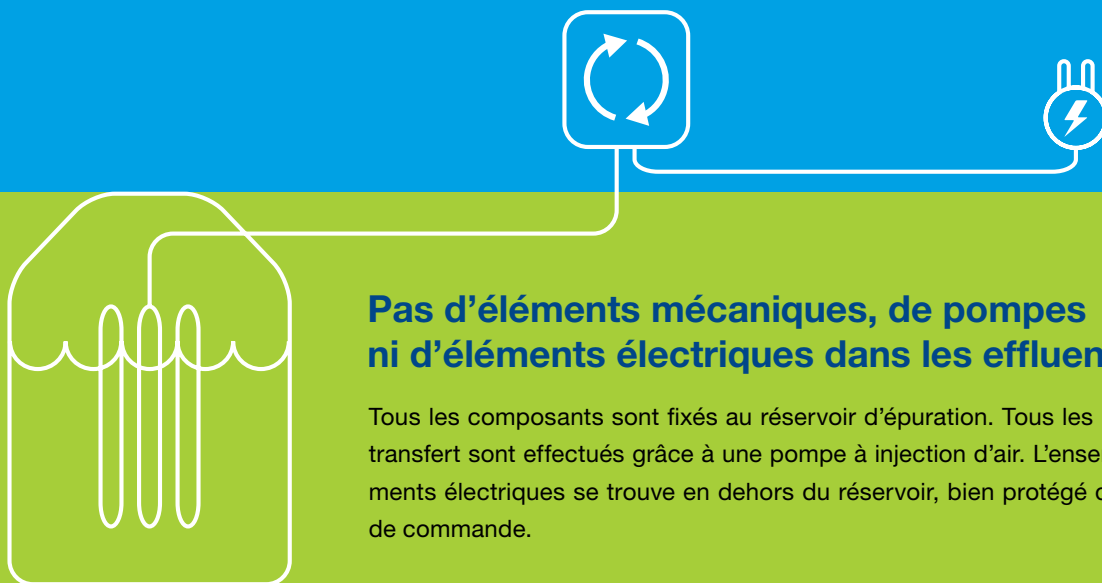 Pas d’éléments mécaniques, de pompes
ni d’éléments électriques dans les effluen
Tous les composants sont fixés au réservoir d’épuration. Tous les
transfert sont effectués grâce à une pompe à injection d’air. L’ense
ments électriques se trouve en dehors du réservoir, bien protégé
de commande.